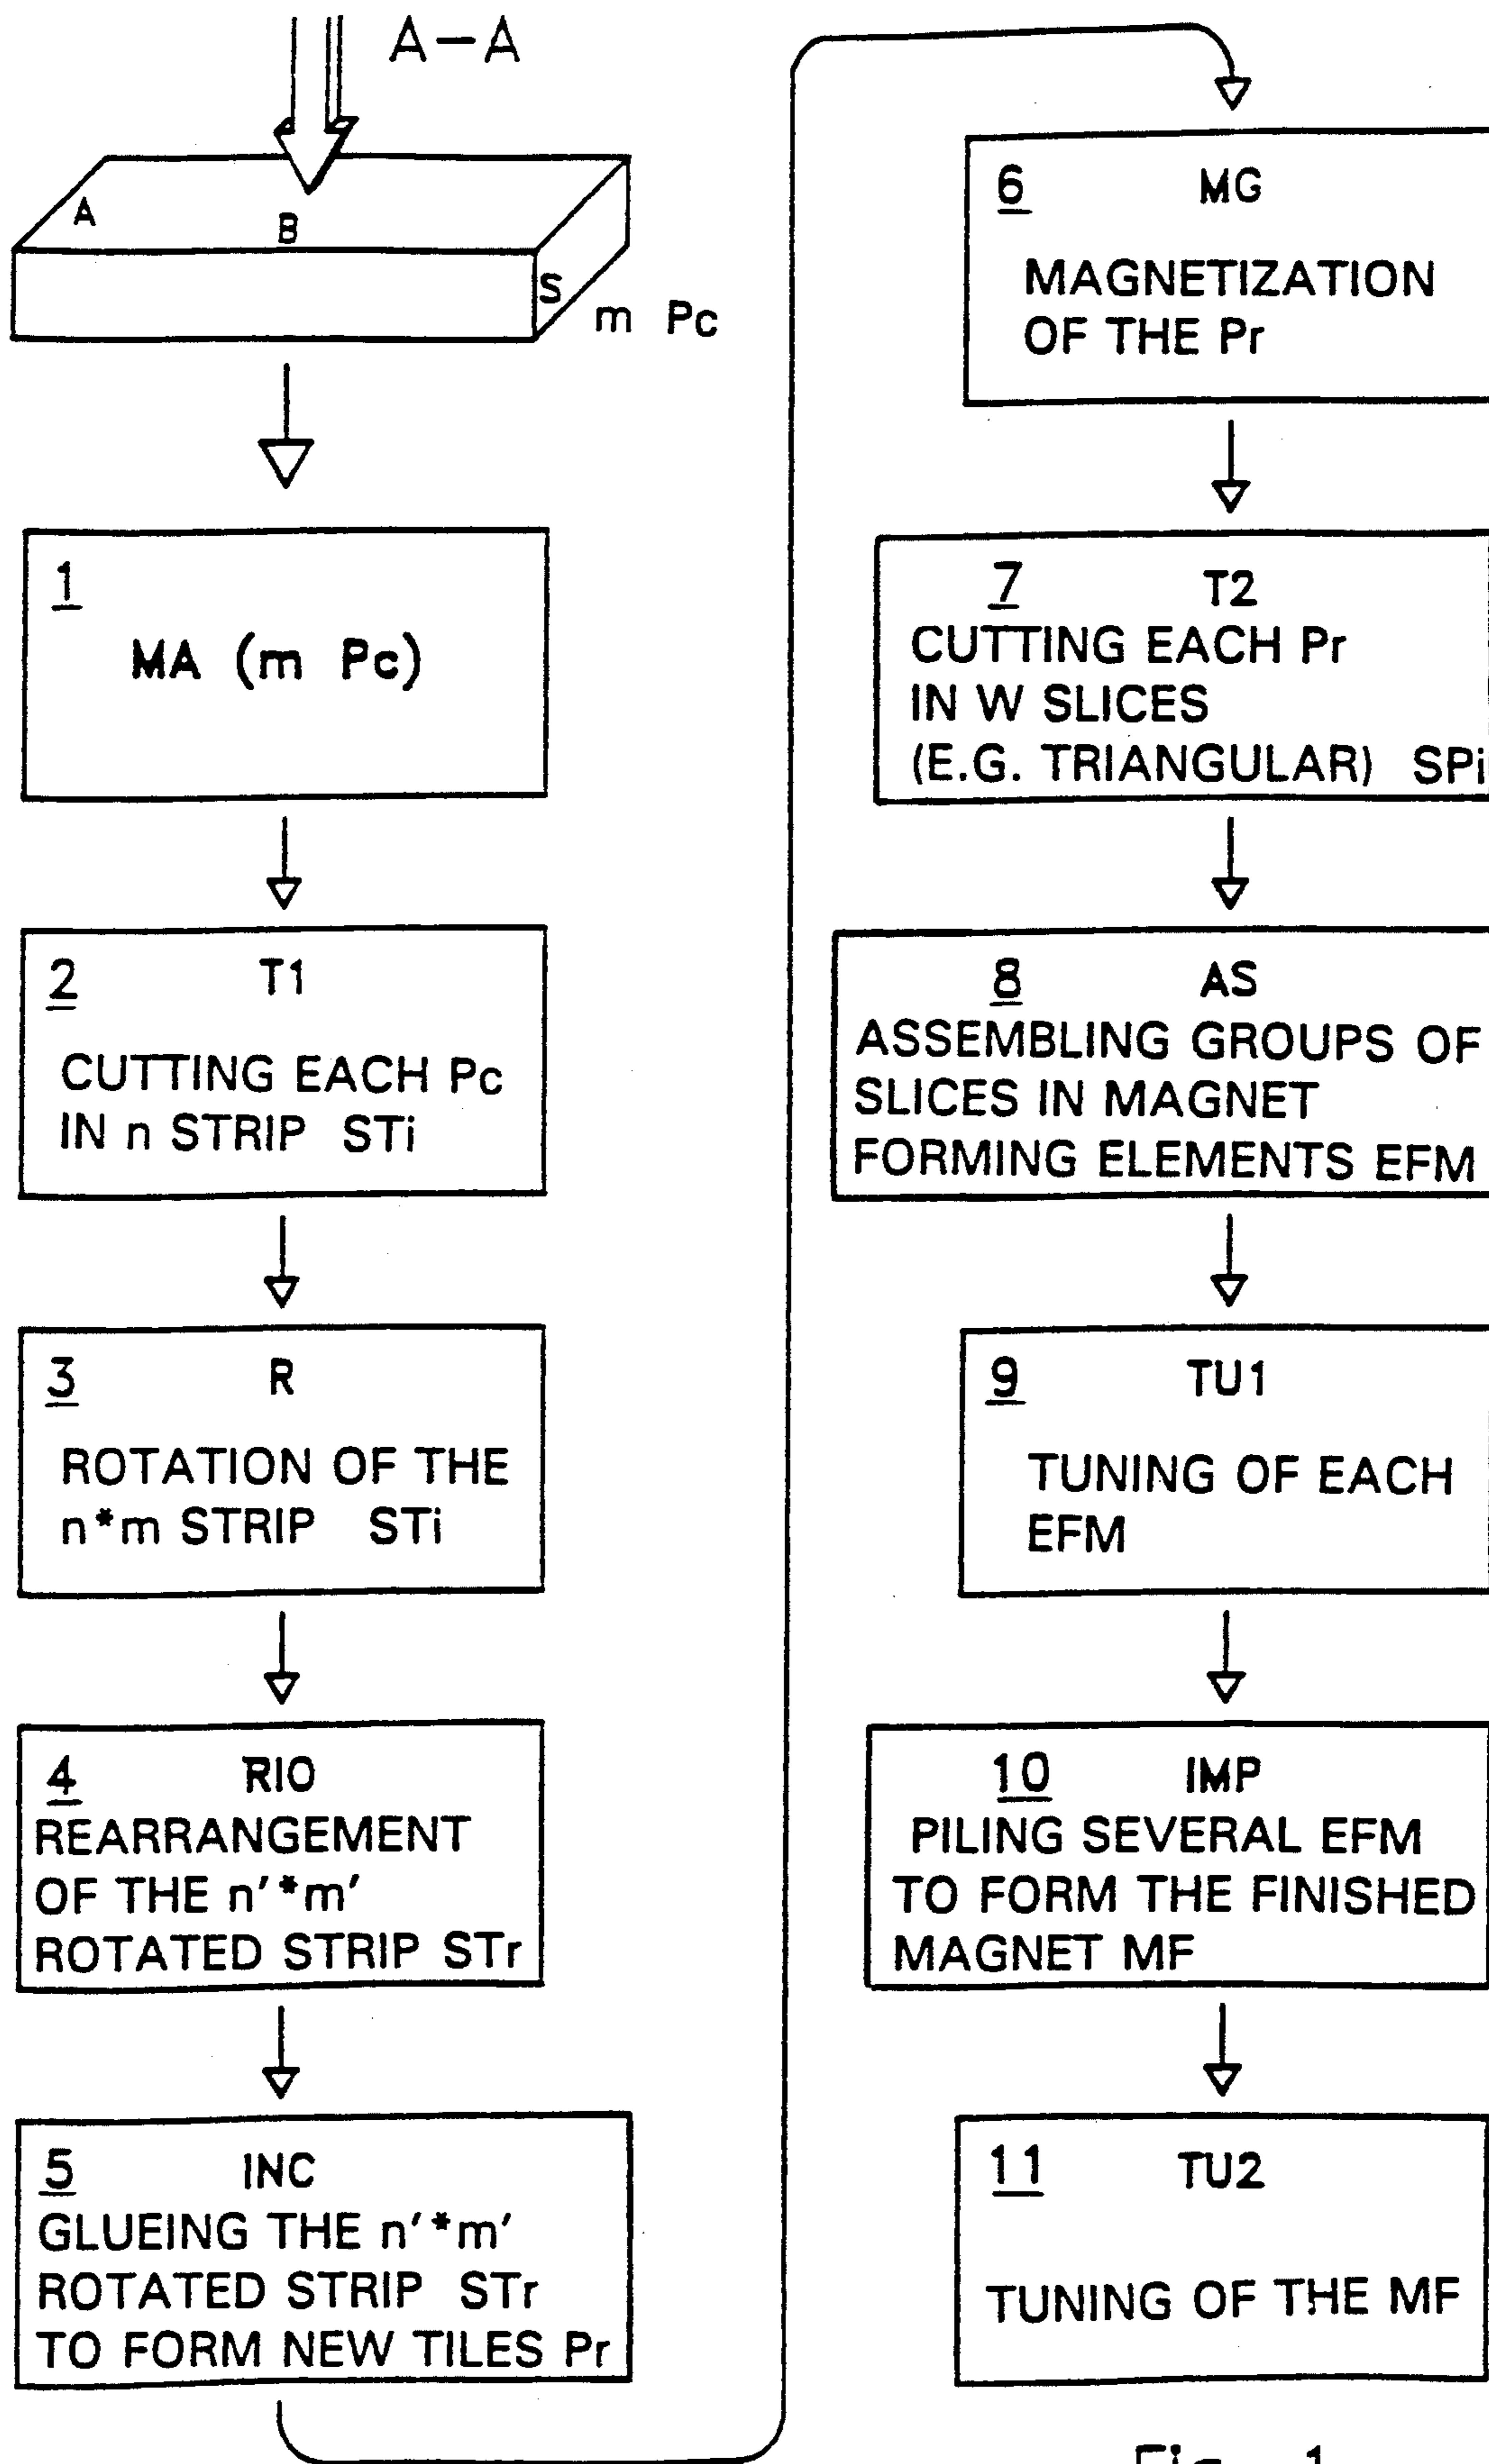 A-A
A
B
S
m Pc
1
MA (m Pc)
2 T1
CUTTING EACH Pc
IN n STRIP STi
3 R
ROTATION OF THE
n*m STRIP STi
4 RIO
REARRANGEMENT
OF THE n'*m'
ROTATED STRIP STr
5 INC
GLUEING THE n'*m'
ROTATED STRIP STr
TO FORM NEW TILES Pr
6 MG
MAGNETIZATION
OF THE Pr
7 T2
CUTTING EACH Pr
IN W SLICES
(E.G. TRIANGULAR) SPi
8 AS
ASSEMBLING GROUPS OF
SLICES IN MAGNET
FORMING ELEMENTS EFM
9 TU1
TUNING OF EACH
EFM
10 IMP
PILING SEVERAL EFM
TO FORM THE FINISHED
MAGNET MF
11 TU2
TUNING OF THE MF
Fig. 1